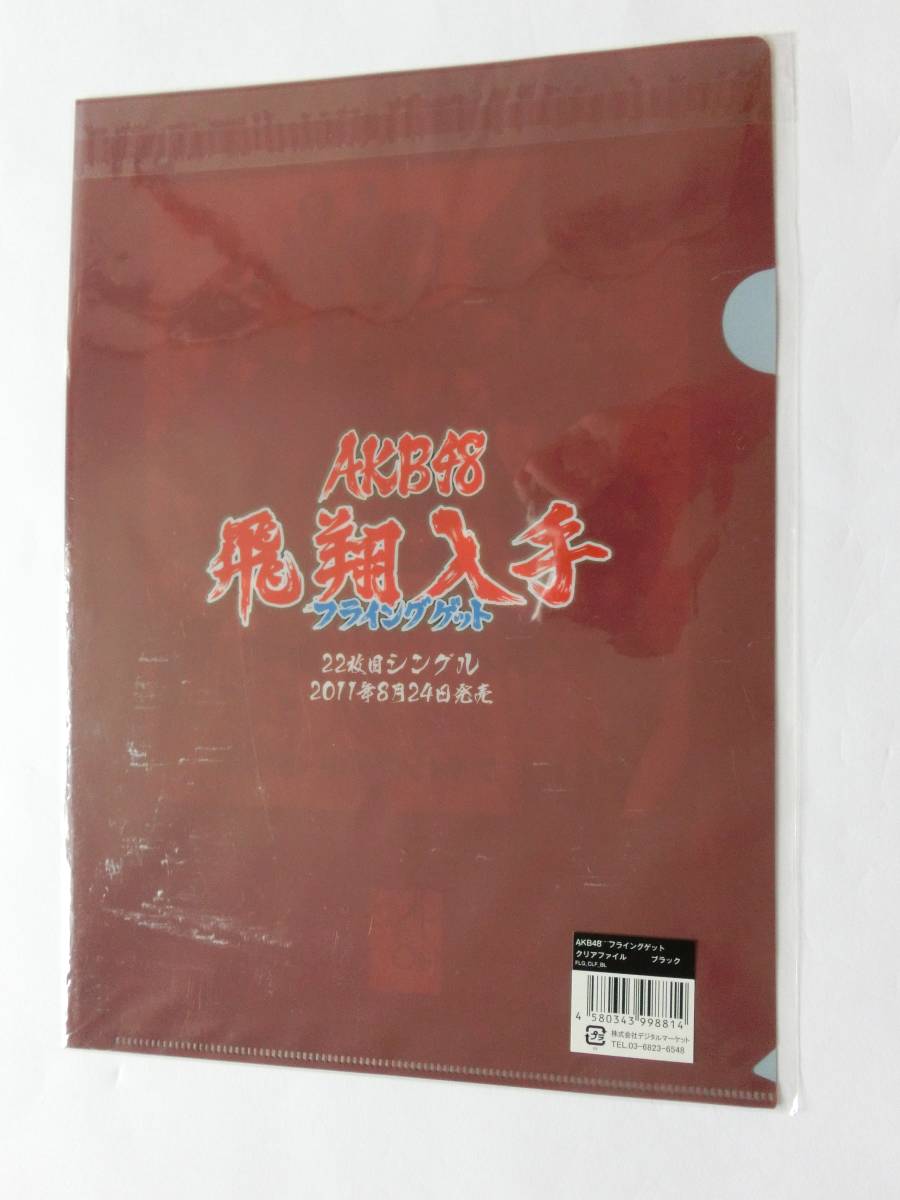 AKB48
飛翔入手
フライングゲット
22枚目シングル
2011年8月24日発売
AKB48 フライングゲット
クリアファイル ブラック
FLG_CLF_BL
4 580343 998814
プラ
株式会社デジタルマーケット
TEL.03-6823-6548